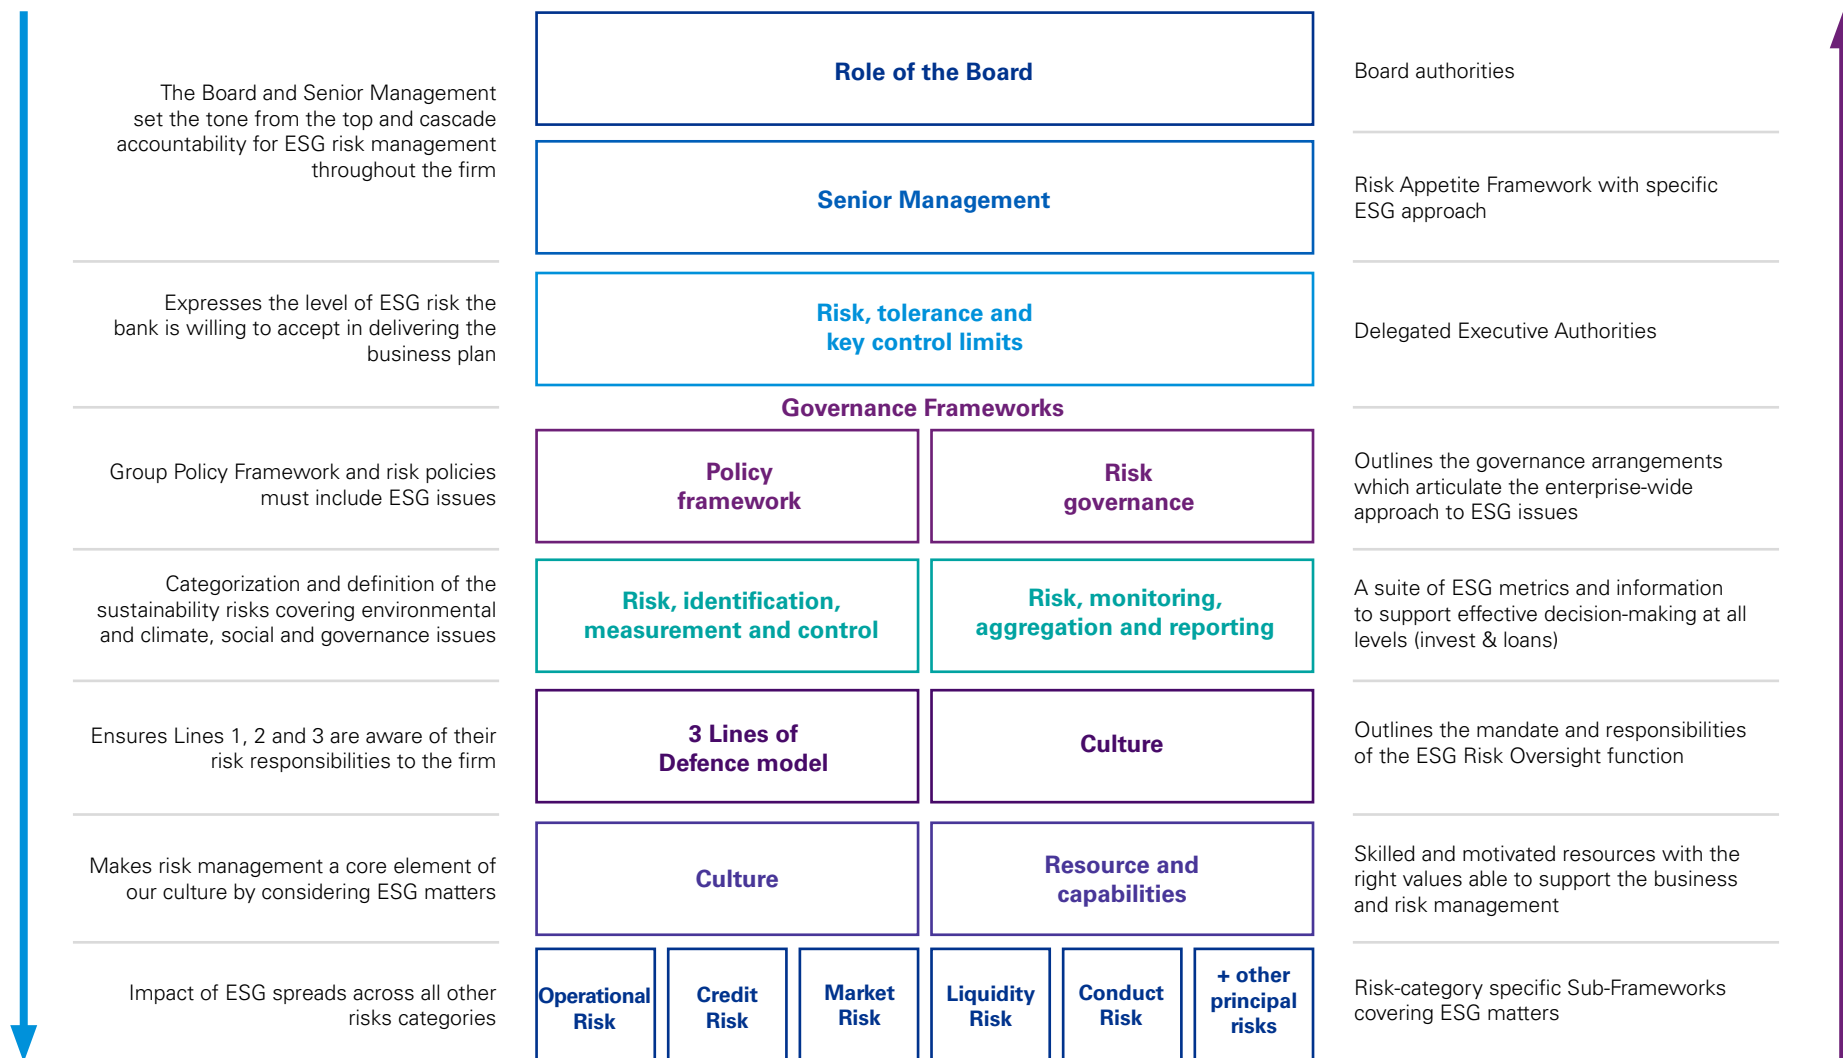 The Board and Senior Management
set the tone from the top and cascade
accountability for ESG risk management
throughout the firm
Role of the Board
Board authorities
Senior Management
Risk Appetite Framework with specific
ESG approach
Expresses the level of ESG risk the
bank is willing to accept in delivering the
business plan
Risk, tolerance and
key control limits
Delegated Executive Authorities
Governance Frameworks
Group Policy Framework and risk policies
must include ESG issues
Policy
framework
Risk
governance
Outlines the governance arrangements
which articulate the enterprise-wide
approach to ESG issues
Categorization and definition of the
sustainability risks covering environmental
and climate, social and governance issues
Risk, identification,
measurement and control
Risk, monitoring,
aggregation and reporting
A suite of ESG metrics and information
to support effective decision-making at all
levels (invest & loans)
Ensures Lines 1, 2 and 3 are aware of their
risk responsibilities to the firm
3 Lines of
Defence model
Culture
Outlines the mandate and responsibilities
of the ESG Risk Oversight function
Makes risk management a core element of
our culture by considering ESG matters
Culture
Resource and
capabilities
Skilled and motivated resources with the
right values able to support the business
and risk management
Impact of ESG spreads across all other
risks categories
Operational
Risk
Credit
Risk
Market
Risk
Liquidity
Risk
Conduct
Risk
+ other
principal
risks
Risk-category specific Sub-Frameworks
covering ESG matters